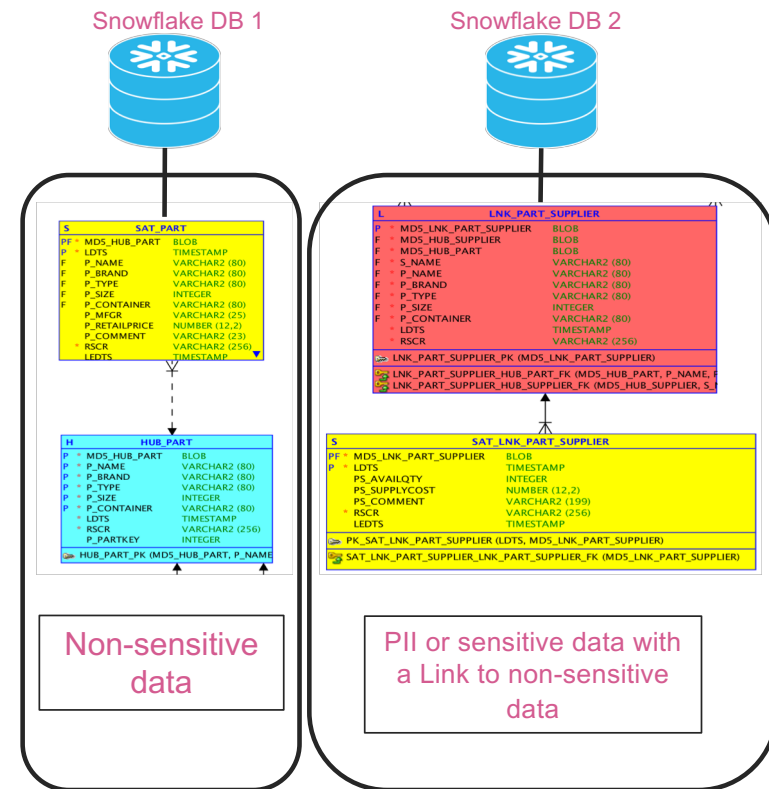 Snowflake DB 1
Snowflake DB 2
S SAT_PART
PF * MD5_HUB_PART BLOB
P * LDTS TIMESTAMP
F P_NAME VARCHAR2 (80)
F P_BRAND VARCHAR2 (80)
F P_TYPE VARCHAR2 (80)
F P_SIZE INTEGER
F P_CONTAINER VARCHAR2 (80)
P_MFGR VARCHAR2 (25)
P_RETAILPRICE NUMBER (12,2)
P_COMMENT VARCHAR2 (23)
* RSCR VARCHAR2 (256)
LEDTS TIMESTAMP
H HUB_PART
P * MD5_HUB_PART BLOB
P * P_NAME VARCHAR2 (80)
P * P_BRAND VARCHAR2 (80)
P * P_TYPE VARCHAR2 (80)
P * P_SIZE INTEGER
P * P_CONTAINER VARCHAR2 (80)
* LDTS TIMESTAMP
* RSCR VARCHAR2 (256)
P_PARTKEY INTEGER
HUB_PART_PK (MD5_HUB_PART, P_NAME
Non-sensitive
data
L LNK_PART_SUPPLIER
P * MD5_LNK_PART_SUPPLIER BLOB
F * MD5_HUB_SUPPLIER BLOB
F * MD5_HUB_PART BLOB
F * S_NAME VARCHAR2 (80)
F * P_NAME VARCHAR2 (80)
F * P_BRAND VARCHAR2 (80)
F * P_TYPE VARCHAR2 (80)
F * P_SIZE INTEGER
F * P_CONTAINER VARCHAR2 (80)
* LDTS TIMESTAMP
* RSCR VARCHAR2 (256)
LNK_PART_SUPPLIER_PK (MD5_LNK_PART_SUPPLIER)
LNK_PART_SUPPLIER_HUB_PART_FK (MD5_HUB_PART, P_NAME,
LNK_PART_SUPPLIER_HUB_SUPPLIER_FK (MD5_HUB_SUPPLIER,
S SAT_LNK_PART_SUPPLIER
PF * MD5_LNK_PART_SUPPLIER BLOB
P * LDTS TIMESTAMP
PS_AVAILQTY INTEGER
PS_SUPPLYCOST NUMBER (12,2)
PS_COMMENT VARCHAR2 (199)
* RSCR VARCHAR2 (256)
LEDTS TIMESTAMP
PK_SAT_LNK_PART_SUPPLIER (LDTS, MD5_LNK_PART_SUPPLIER)
SAT_LNK_PART_SUPPLIER_LNK_PART_SUPPLIER_FK (MD5_LNK_PART_SUPPLIER)
PII or sensitive data with
a Link to non-sensitive
data